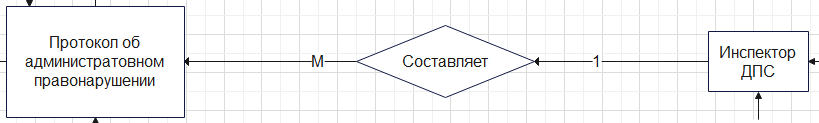 Протокол об
административном
правонарушении
М
Составляет
1
Инспектор
ДПС